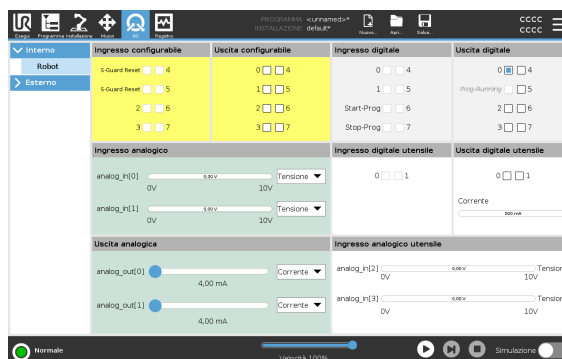 PROGRAMMA <unnamed>*
INSTALLAZIONE default*
CCCC
CCCC
Esegui Programma Installazione Muovi I/O Registro Nuovo... Apri... Salva...
Interno
Robot
Esterno
Ingresso configurabile
S-Guard Reset 4
S-Guard Reset 5
2 6
3 7
Uscita configurabile
0 4
1 5
2 6
3 7
Ingresso digitale
0 4
1 5
Start-Prog 6
Stop-Prog 7
Uscita digitale
0 4
Prog-Running 5
2 6
3 7
Ingresso analogico
analog_in[0] 0,00 V Tensione
0V 10V
analog_in[1] 0,00 V Tensione
0V 10V
Ingresso digitale utensile
0 1
Uscita digitale utensile
0 1
Corrente
000 mA
Uscita analogica
analog_out[0] Corrente
4,00 mA
analog_out[1] Corrente
4,00 mA
Ingresso analogico utensile
analog_in[2] 0,00 V Tension
0V 10V
analog_in[3] 0,00 V Tension
0V 10V
Normale
Velocità 100%
Simulazione